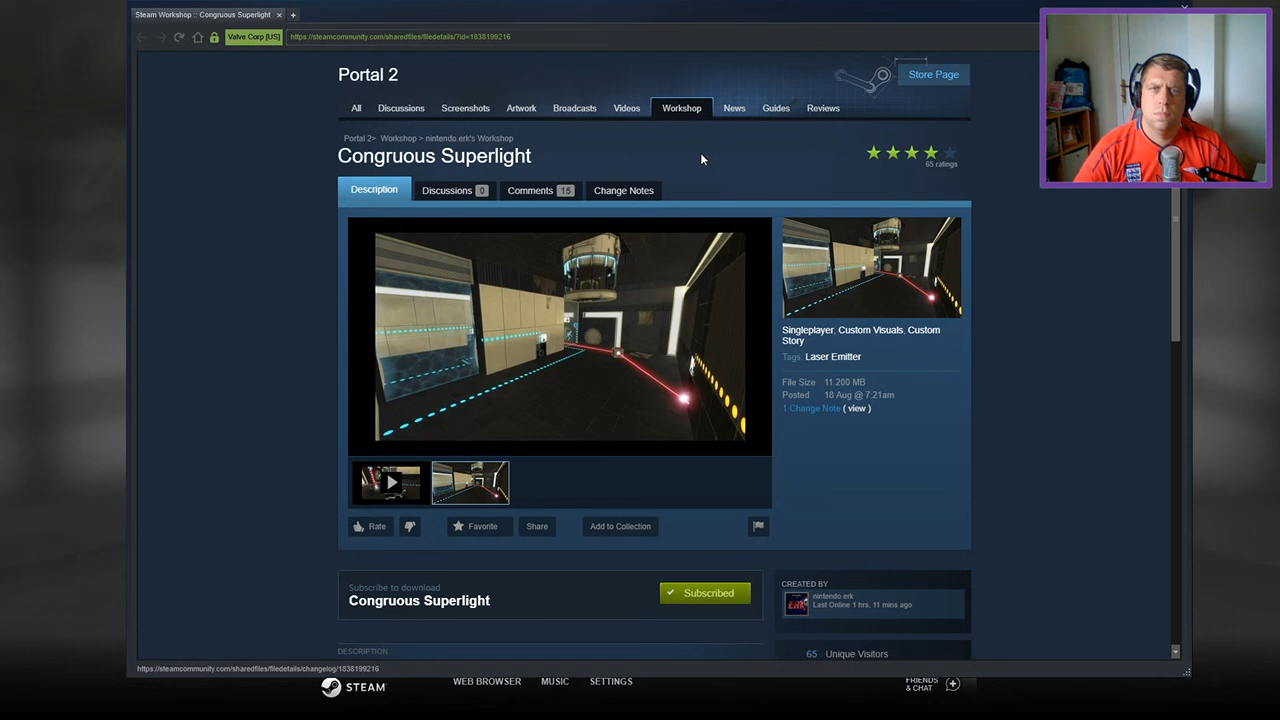 Steam Workshop :: Congruous Superlight
Valve Corp [US]
https://steamcommunity.com/sharedfiles/filedetails/?id=1838199216
Portal 2
Store Page
All Discussions Screenshots Artwork Broadcasts Videos Workshop News Guides Reviews
Portal 2> Workshop > nintendo.erk's Workshop
Congruous Superlight
65 ratings
Description Discussions 0 Comments 15 Change Notes
Singleplayer, Custom Visuals, Custom
Story
Tags: Laser Emitter
File Size 11.200 MB
Posted 18 Aug @ 7:21am
1 Change Note ( view )
Rate Favorite Share Add to Collection
Subscribe to download
Congruous Superlight
Subscribed
CREATED BY
nintendo.erk
Last Online 1 hrs, 11 mins ago
DESCRIPTION
65 Unique Visitors
https://steamcommunity.com/sharedfiles/filedetails/changelog/1838199216
STEAM
WEB BROWSER MUSIC SETTINGS
FRIENDS
& CHAT